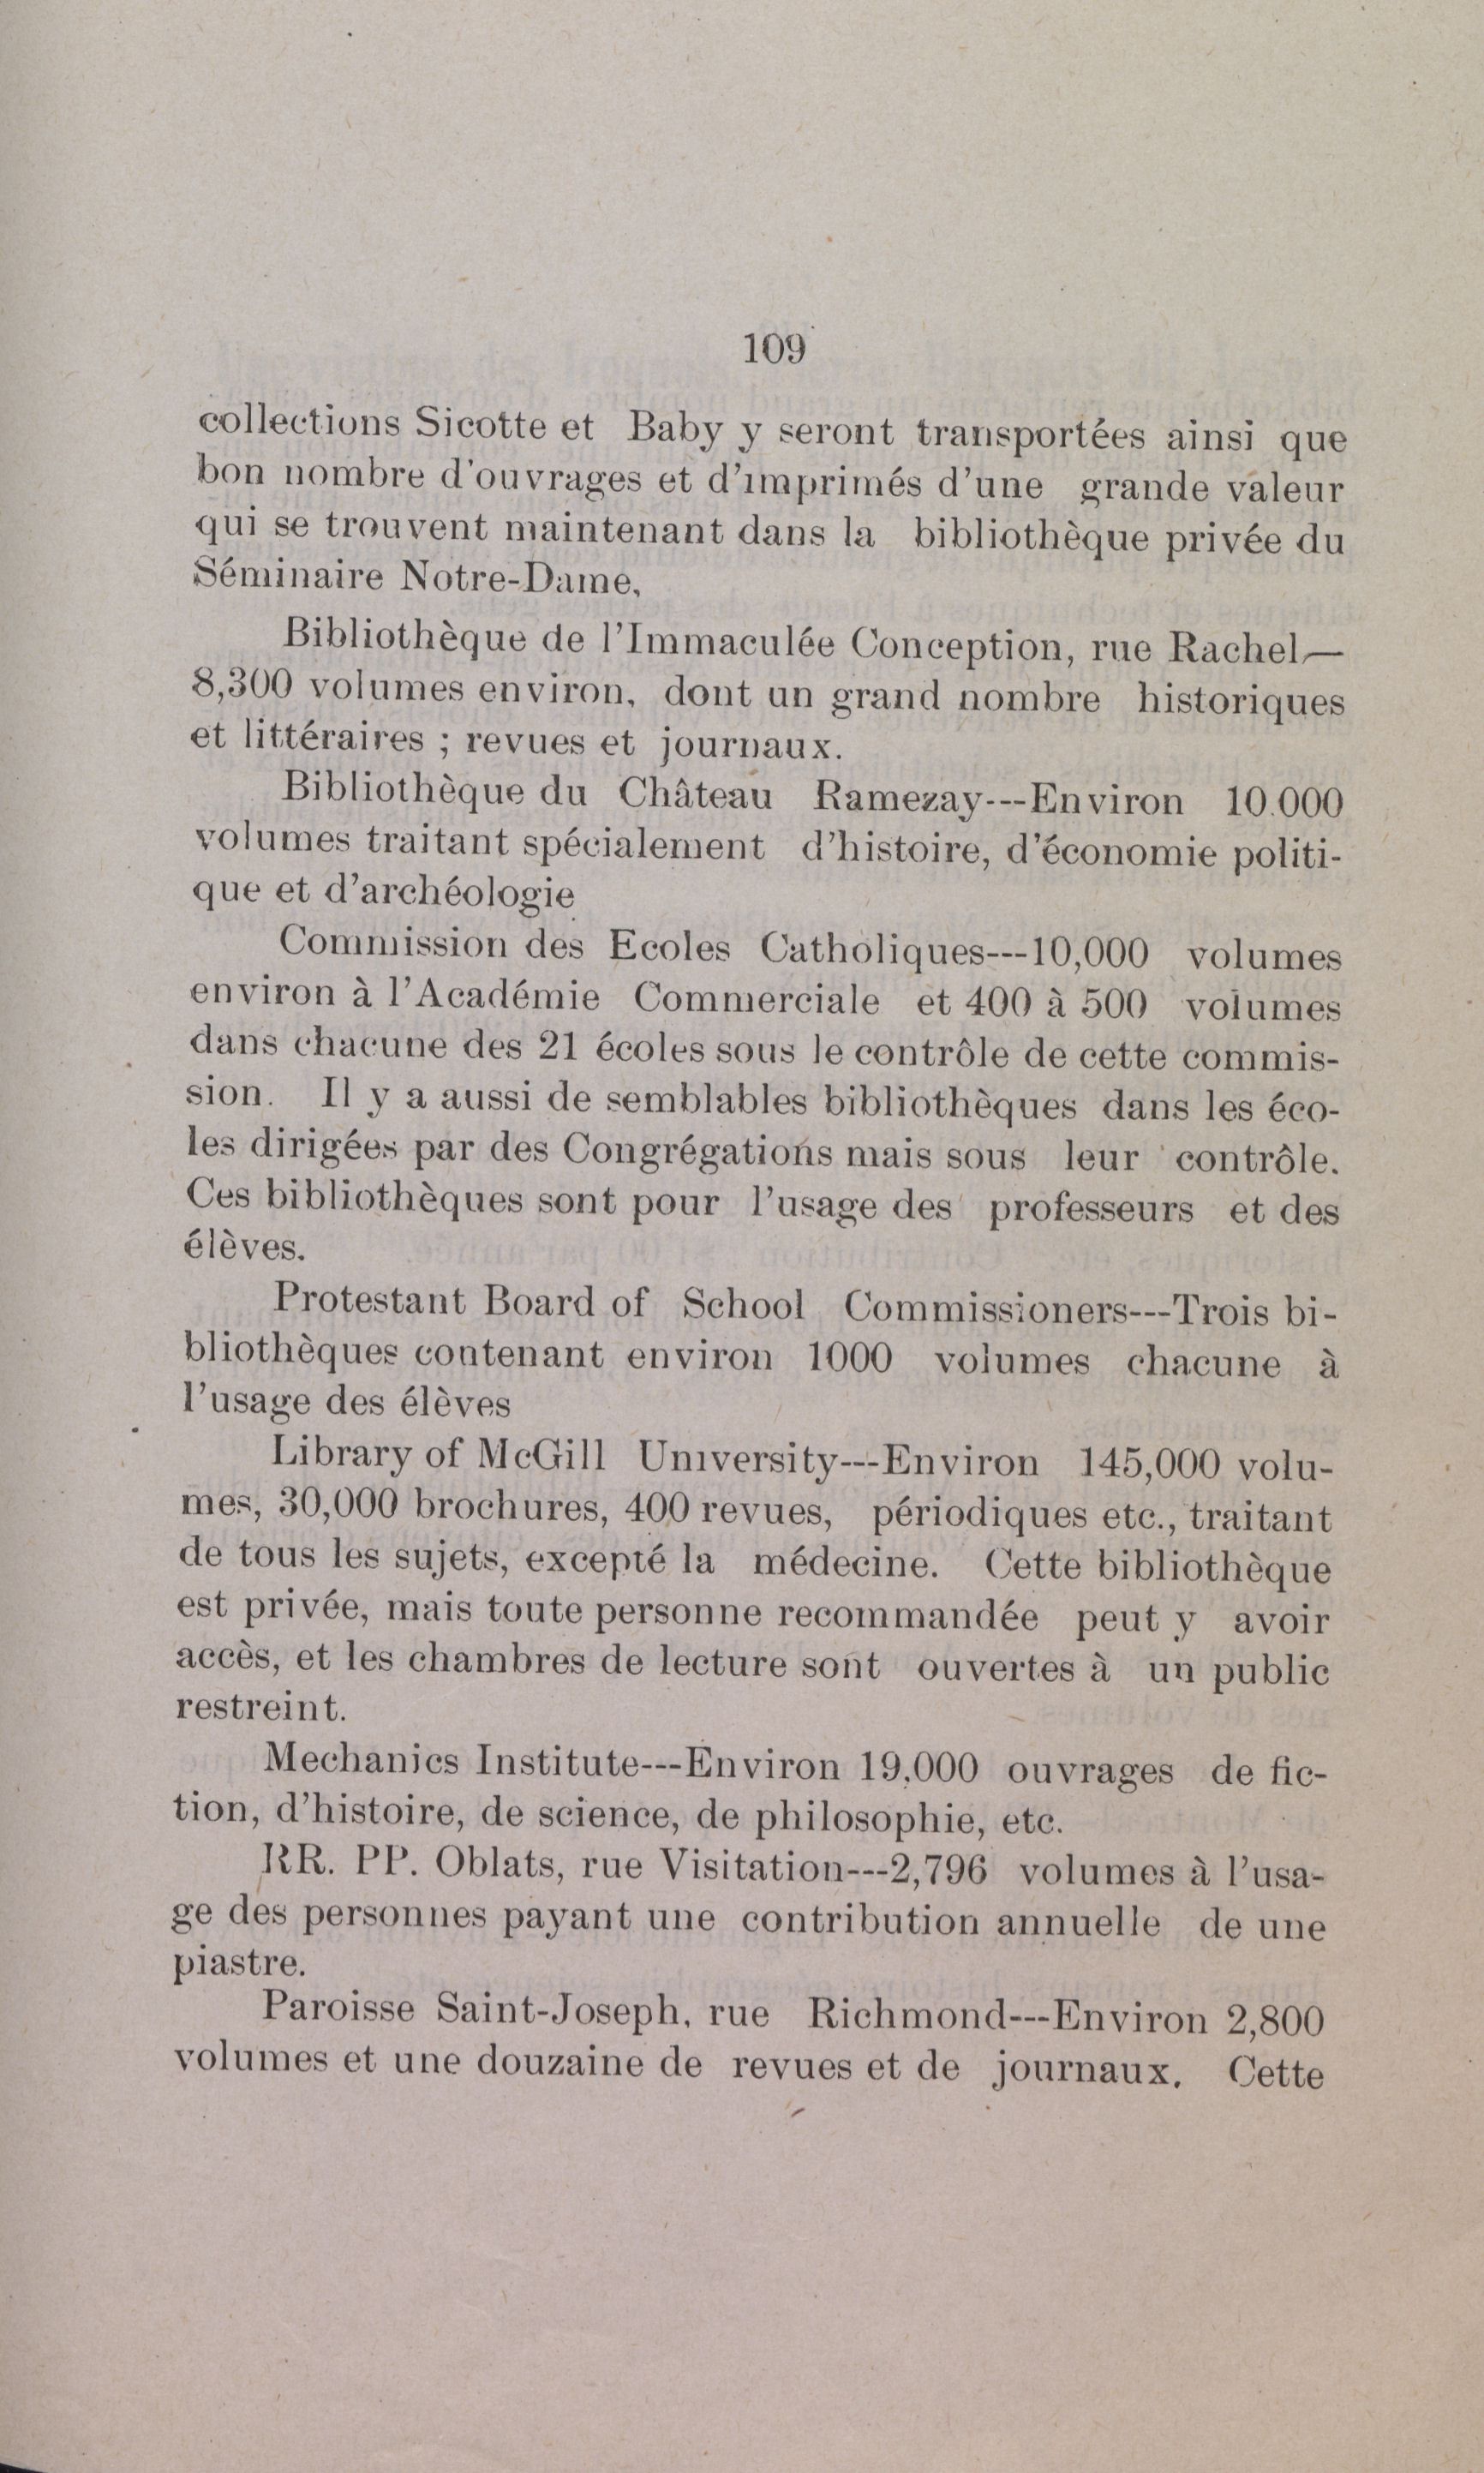 109
collections Sicotte et Baby y seront transportées ainsi que
bon nombre d'ouvrages et d'imprimés d'une grande valeur
qui se trouvent maintenant dans la bibliothèque privée du
Séminaire Notre-Dame,
Bibliothèque de l'Immaculée Conception, rue Rachel,—
8,300 volumes environ, dont un grand nombre historiques
et littéraires ; revues et journaux.
Bibliothèque du Château Ramezay---Environ 10.000
volumes traitant spécialement d'histoire, d'économie politi-
que et d'archéologie
Commission des Ecoles Catholiques---10,000 volumes
environ à l'Académie Commerciale et 400 à 500 volumes
dans chacune des 21 écoles sous le contrôle de cette commis-
sion. Il y a aussi de semblables bibliothèques dans les éco-
les dirigées par des Congrégations mais sous leur contrôle.
Ces bibliothèques sont pour l'usage des professeurs et des
élèves.
Protestant Board of School Commissioners---Trois bi-
bliothèques contenant environ 1000 volumes chacune à
l'usage des élèves
Library of McGill University---Environ 145,000 volu-
mes, 30,000 brochures, 400 revues, périodiques etc., traitant
de tous les sujets, excepté la médecine. Cette bibliothèque
est privée, mais toute personne recommandée peut y avoir
accès, et les chambres de lecture sont ouvertes à un public
restreint.
Mechanics Institute---Environ 19,000 ouvrages de fic-
tion, d'histoire, de science, de philosophie, etc.
RR. PP. Oblats, rue Visitation---2,796 volumes à l'usa-
ge des personnes payant une contribution annuelle de une
piastre.
Paroisse Saint-Joseph, rue Richmond---Environ 2,800
volumes et une douzaine de revues et de journaux. Cette